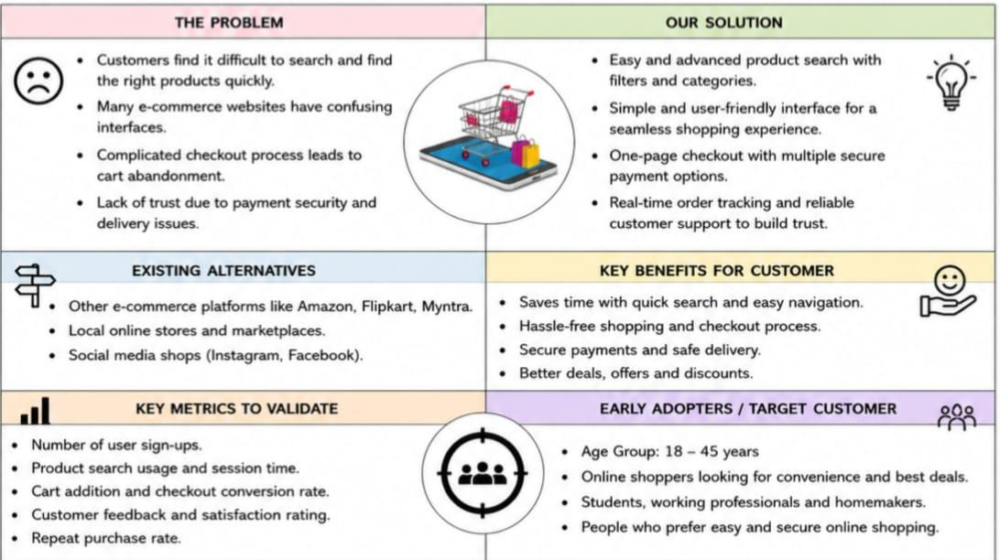 THE PROBLEM
Customers find it difficult to search and find
the right products quickly.
Many e-commerce websites have confusing
interfaces.
Complicated checkout process leads to
cart abandonment.
Lack of trust due to payment security and
delivery issues.
OUR SOLUTION
Easy and advanced product search with
filters and categories.
Simple and user-friendly interface for a
seamless shopping experience.
One-page checkout with multiple secure
payment options.
Real-time order tracking and reliable
customer support to build trust.
EXISTING ALTERNATIVES
Other e-commerce platforms like Amazon, Flipkart, Myntra.
Local online stores and marketplaces.
Social media shops (Instagram, Facebook).
KEY BENEFITS FOR CUSTOMER
Saves time with quick search and easy navigation.
Hassle-free shopping and checkout process.
Secure payments and safe delivery.
Better deals, offers and discounts.
KEY METRICS TO VALIDATE
Number of user sign-ups.
Product search usage and session time.
Cart addition and checkout conversion rate.
Customer feedback and satisfaction rating.
Repeat purchase rate.
EARLY ADOPTERS / TARGET CUSTOMER
Age Group: 18 – 45 years
Online shoppers looking for convenience and best deals.
Students, working professionals and homemakers.
People who prefer easy and secure online shopping.